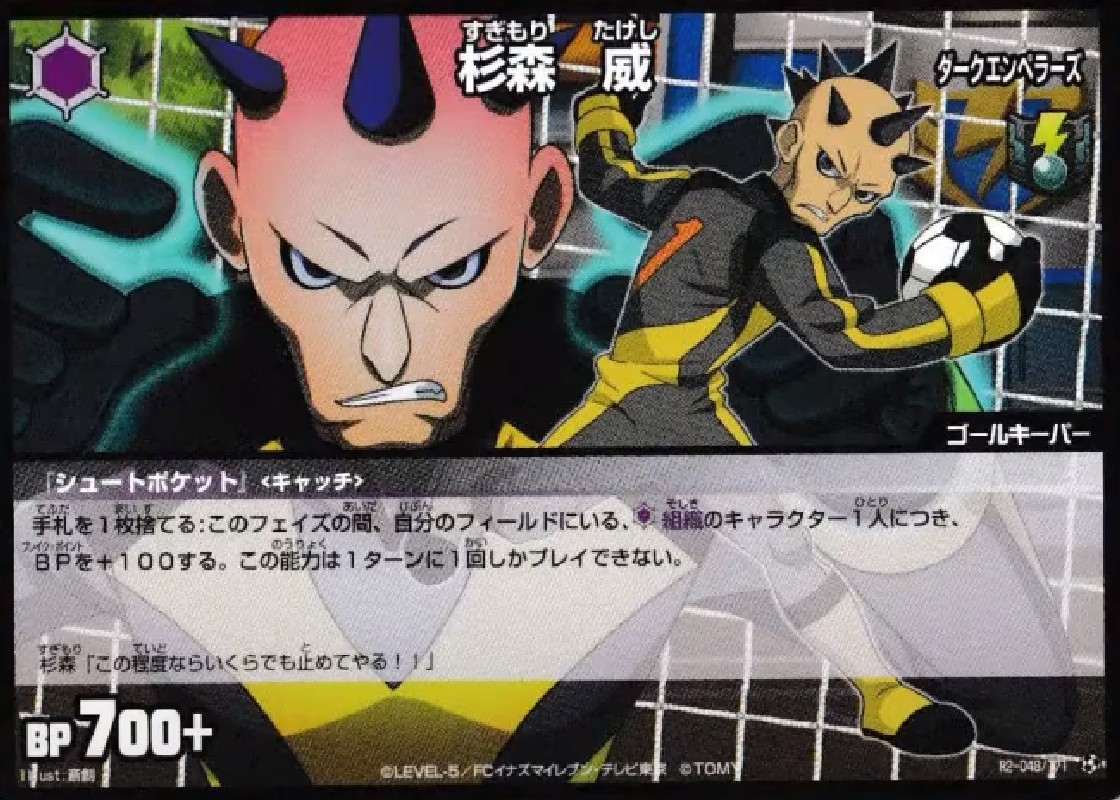 すぎもり たけし
杉森 威
ダークエンペラーズ
ゴールキーパー
『シュートポケット』<キャッチ>
手札を1枚捨てる:このフェイズの間、自分のフィールドにいる、組織のキャラクター1人につき、
BPを+100する。この能力は1ターンに1回しかプレイできない。
杉森「この程度ならいくらでも止めてやる!!」
BP 700+
©LEVEL-5/FCイナズマイレブン・テレビ東京 ©TOMY